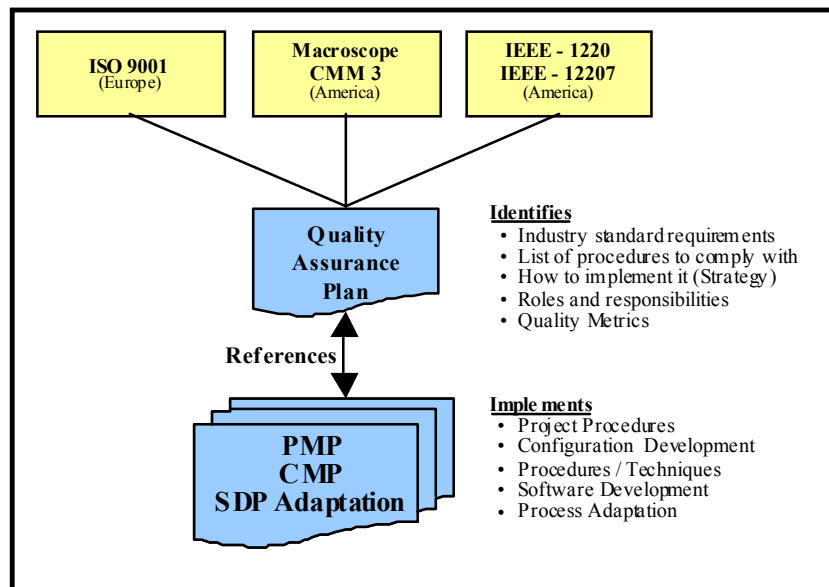 ISO 9001
(Europe)
Macroscope
CMM 3
(America)
IEEE - 1220
IEEE - 12207
(America)
Quality
Assurance
Plan
Identifies
• Industry standard requirements
• List of procedures to comply with
• How to implement it (Strategy)
• Roles and responsibilities
• Quality Metrics
References
PMP
CMP
SDP Adaptation
Implements
• Project Procedures
• Configuration Development
• Procedures / Techniques
• Software Development
• Process Adaptation